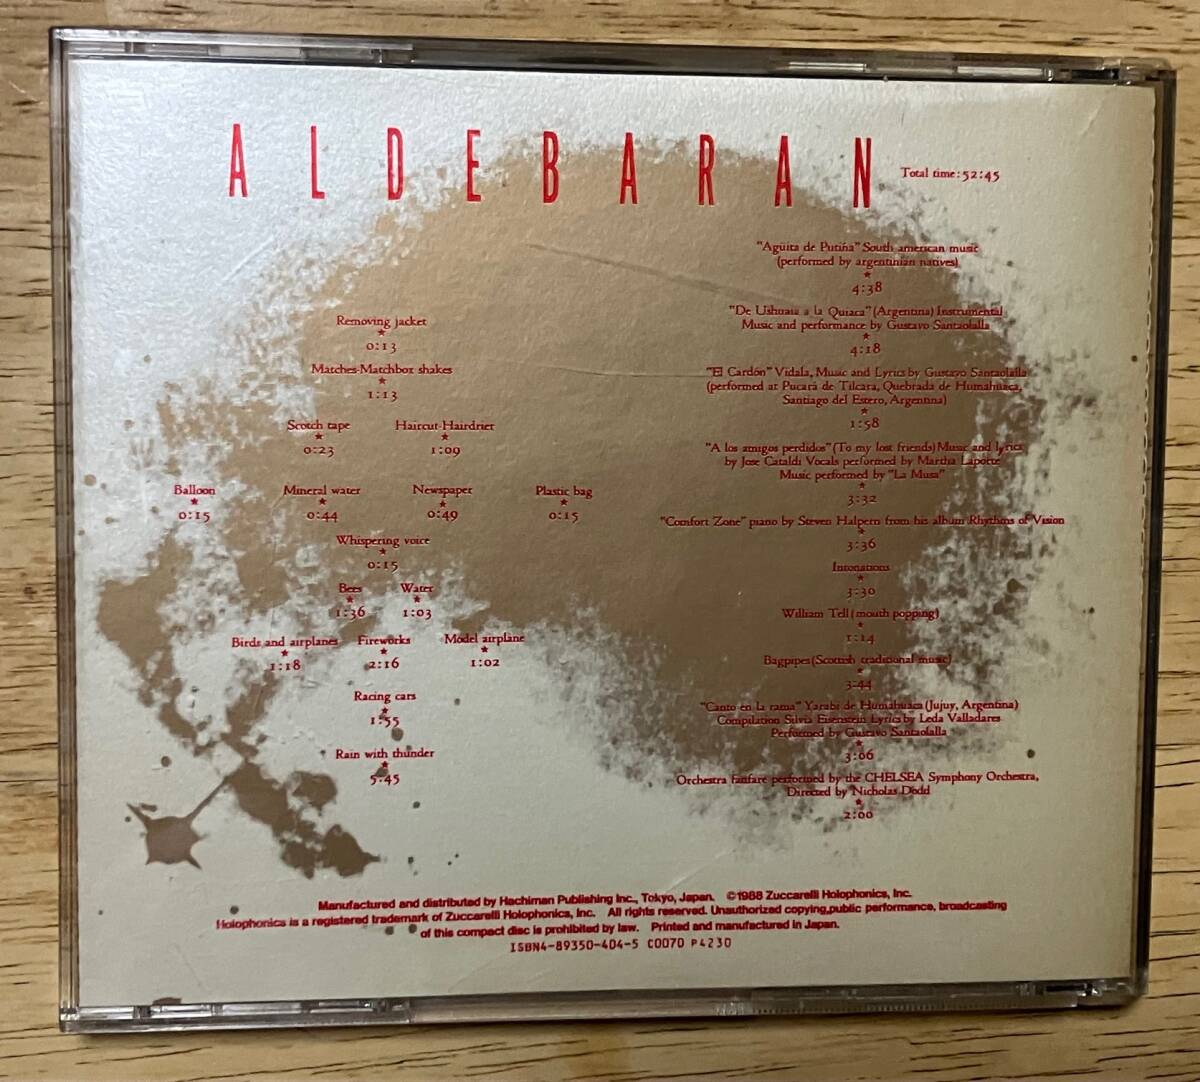 ALDEBARAN
Total time:52:45
Removing jacket
★
0:13
Matches-Matchbox shakes
★
1:13
Scotch tape
★
0:23
Haircut-Hairdrier
★
1:09
Balloon
★
0:15
Mineral water
★
0:44
Newspaper
★
0:49
Plastic bag
★
0:15
Whispering voice
★
0:15
Bees
★
1:36
Water
★
1:03
Birds and airplanes
★
1:18
Fireworks
★
2:16
Model airplane
★
1:02
Racing cars
★
1:55
Rain with thunder
★
5:45
"Agüita de Putiña" South american music
(performed by argentinian natives)
★
4:38
"De Ushuaia a la Quiaca" (Argentina) Instrumental
Music and performance by Gustavo Santaolalla
★
4:18
"El Cardón" Vidala, Music and Lyrics by Gustavo Santaolalla
(performed at Pucará de Tilcara, Quebrada de Humahuaca,
Santiago del Estero, Argentina)
★
1:58
"A los amigos perdidos" (To my lost friends) Music and lyrics
by Jose Cataldi Vocals performed by Martha Laporte
Music performed by "La Musa"
★
3:32
"Comfort Zone" piano by Steven Halpern from his album Rhythms of Vision
★
3:36
Intonations
★
3:30
William Tell (mouth popping)
★
1:14
Bagpipes (Scottish traditional music)
★
3:44
"Canto en la rama" Yarabi de Humahuaca (Jujuy, Argentina)
Compilation Silvia Eisenstein Lyrics by Leda Valladares
Performed by Gustavo Santaolalla
★
3:06
Orchestra fanfare performed by the CHELSEA Symphony Orchestra,
Directed by Nicholas Dodd
★
2:00
Manufactured and distributed by Hachiman Publishing Inc., Tokyo, Japan. ©1988 Zuccarelli Holophonics, Inc.
Holophonics is a registered trademark of Zuccarelli Holophonics, Inc. All rights reserved. Unauthorized copying,public performance, broadcasting
of this compact disc is prohibited by law. Printed and manufactured in Japan.
ISBN4-89350-404-5 C0070 P4230